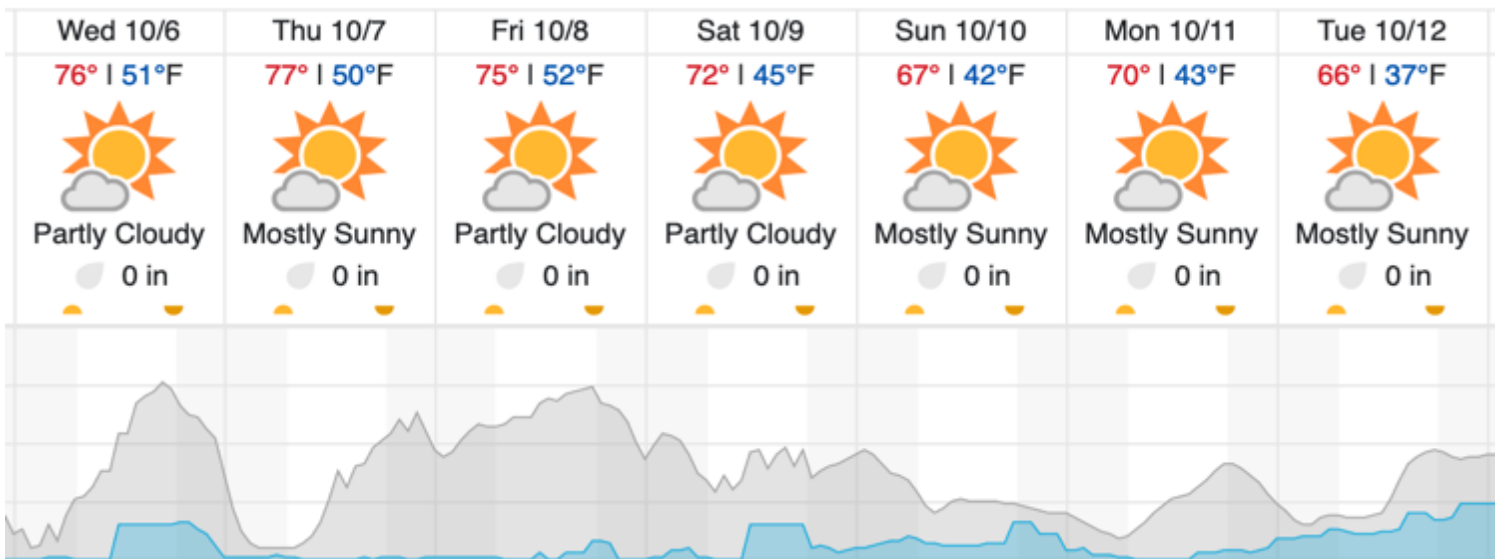 Wed 10/6 Thu 10/7 Fri 10/8 Sat 10/9 Sun 10/10 Mon 10/11 Tue 10/12
76° | 51°F 77° | 50°F 75° | 52°F 72° | 45°F 67° | 42°F 70° | 43°F 66° | 37°F
Partly Cloudy Mostly Sunny Partly Cloudy Partly Cloudy Mostly Sunny Mostly Sunny Mostly Sunny
0 in 0 in 0 in 0 in 0 in 0 in 0 in